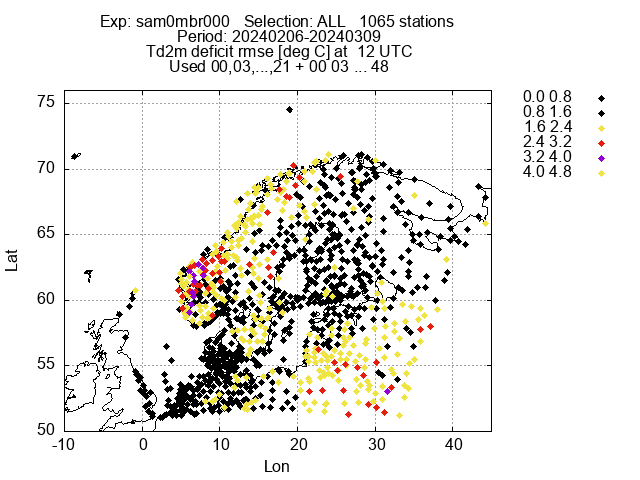 Exp: sam0mbr000   Selection: ALL   1065 stations
Period: 20240206-20240309
Td2m deficit rmse [deg C] at  12 UTC
Used 00,03,...,21 + 00 03 ... 48
0.0 0.8
0.8 1.6
1.6 2.4
2.4 3.2
3.2 4.0
4.0 4.8
75
70
65
60
55
50
Lat
-10 0 10 20 30 40
Lon